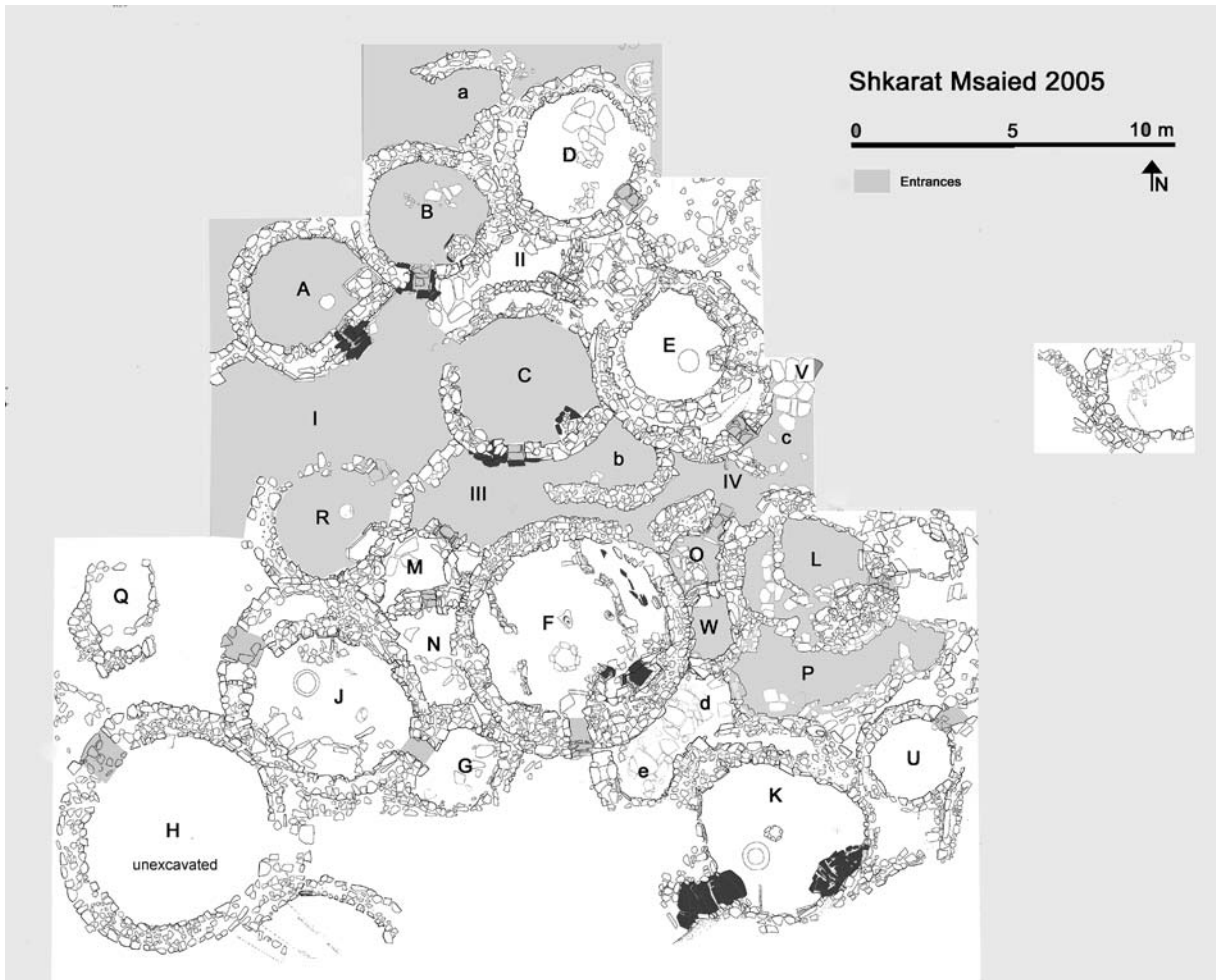 Shkarat Msaied 2005
0 5 10 m
Entrances
N
a
D
B
II
A
E
V
C
I
c
b
IV
III
R
O
L
M
Q
F
W
N
P
J
d
U
G
e
K
H
unexcavated